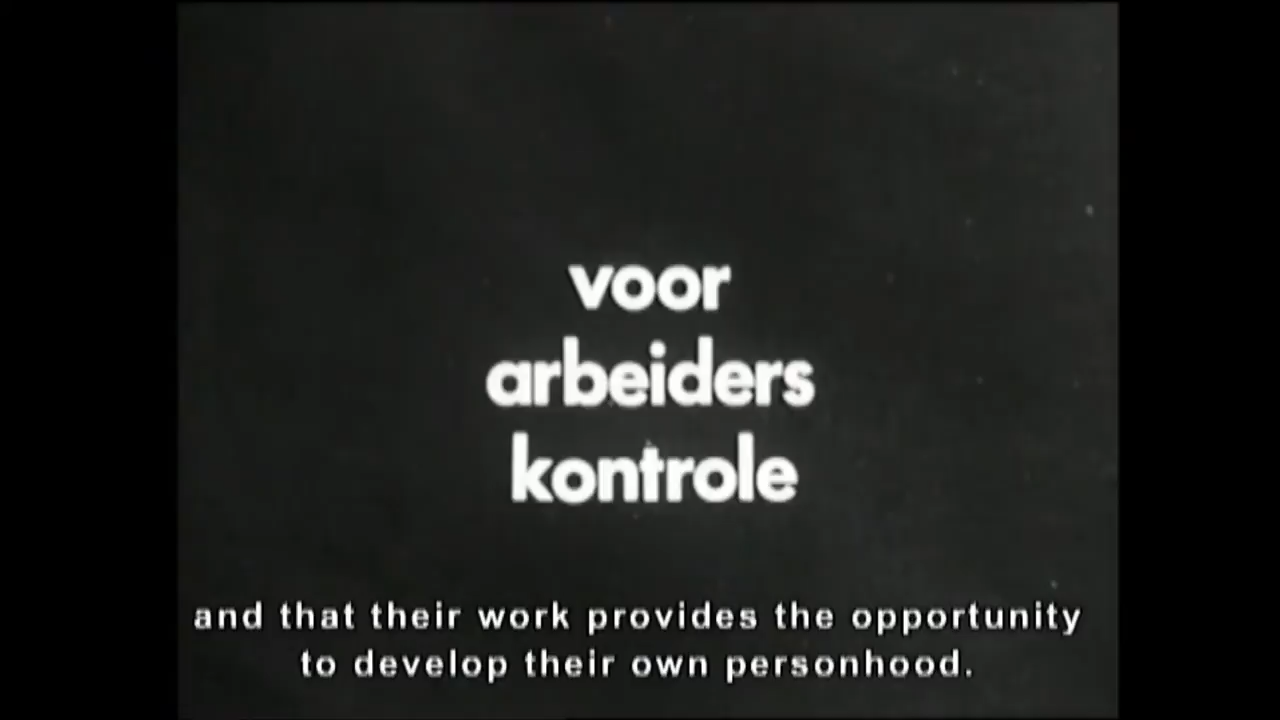 voor
arbeiders
kontrole
and that their work provides the opportunity
to develop their own personhood.